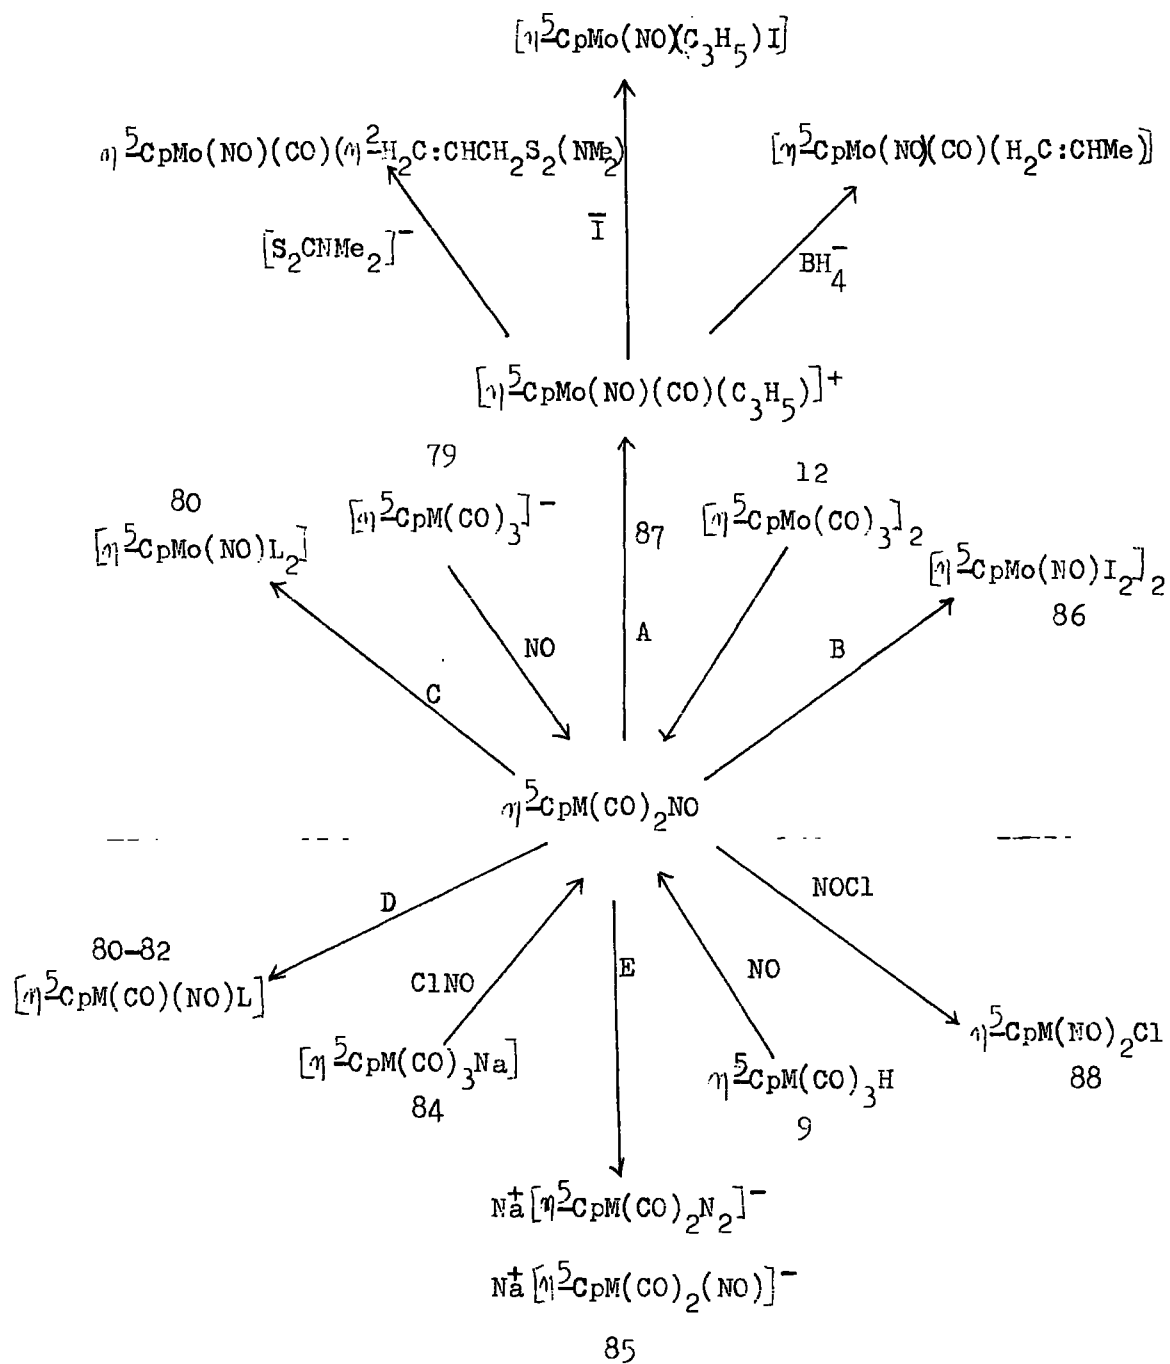 [η⁵CpMo(NO)(C₃H₅)I]
η⁵CpMo(NO)(CO)(η²H₂C:CHCH₂S₂(NMe₂)
[η⁵CpMo(NO)(CO)(H₂C:CHMe)]
[S₂CNMe₂]⁻
I̅
BH₄⁻
[η⁵CpMo(NO)(CO)(C₃H₅)]⁺
79
12
80
[η⁵CpM(CO)₃]⁻
[η⁵CpMo(CO)₃]₂
87
[η⁵CpMo(NO)L₂]
[η⁵CpMo(NO)I₂]₂
86
NO
A
B
C
η⁵CpM(CO)₂NO
D
NOCl
80-82
E
NO
ClNO
[η⁵CpM(CO)(NO)L]
η⁵CpM(NO)₂Cl
[η⁵CpM(CO)₃Na]
η⁵CpM(CO)₃H
88
84
9
Na⁺[η⁵CpM(CO)₂N₂]⁻
Na⁺[η⁵CpM(CO)₂(NO)]⁻
85